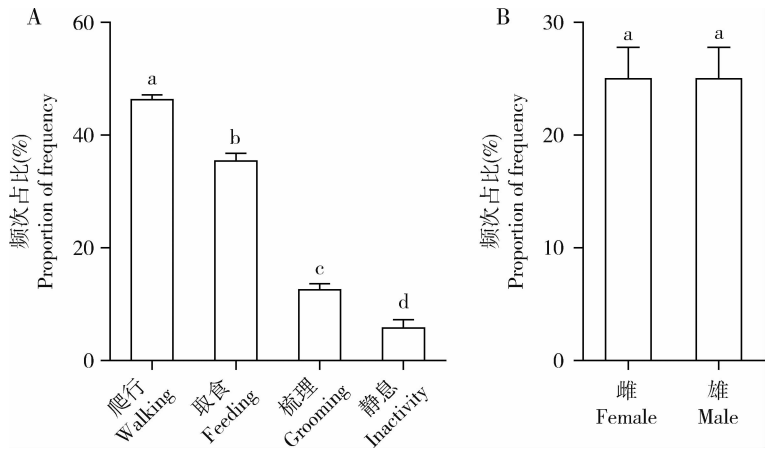 A
频次占比(%)
Proportion of frequency
60
40
20
0
a
b
c
d
爬行
Walking
取食
Feeding
梳理
Grooming
静息
Inactivity
B
频次占比(%)
Proportion of frequency
30
20
10
0
a
a
雌
Female
雄
Male